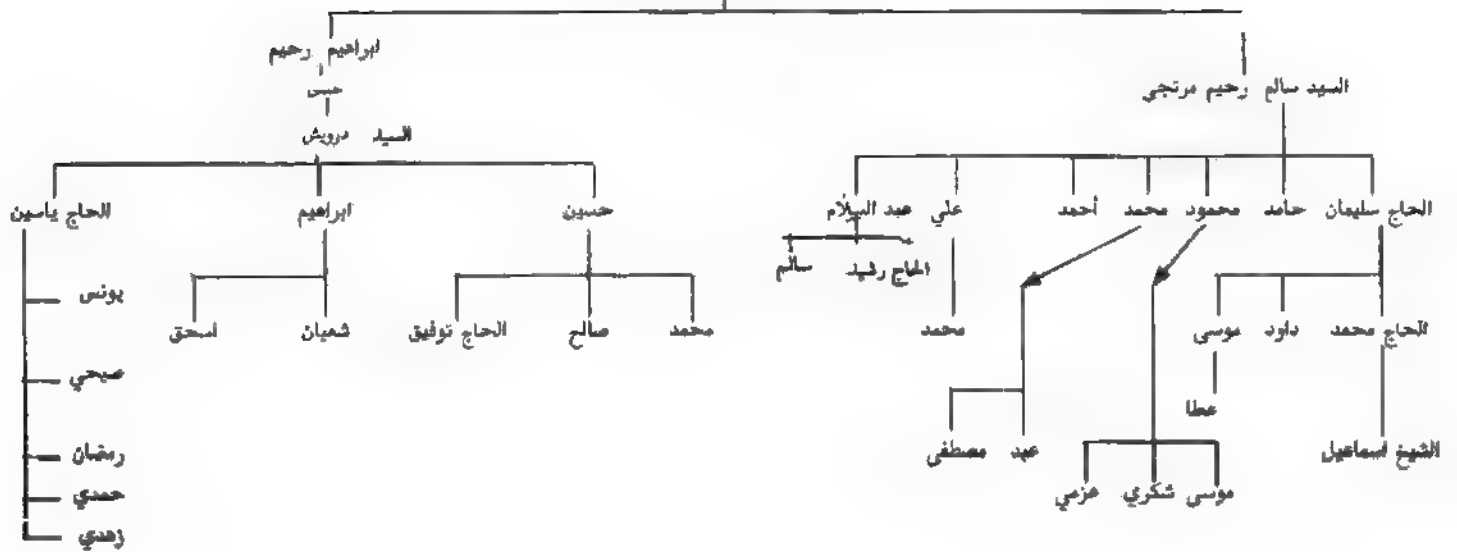 ابراهيم رحيم
السيد سالم رحيم مرتجي
السيد درويش
الحاج سليمان حامد محمود محمد أحمد علي عبد السلام حسين ابراهيم الحاج ياسين
الحاج رشيد سالم
يونس
الحاج محمد داود موسى محمد محمد صالح الحاج توفيق شعبان اسحق
صبحي
عطا
الشيخ اسماعيل عبد مصطفى رمضان
موسى شكري عزمي حمدي
زهدي